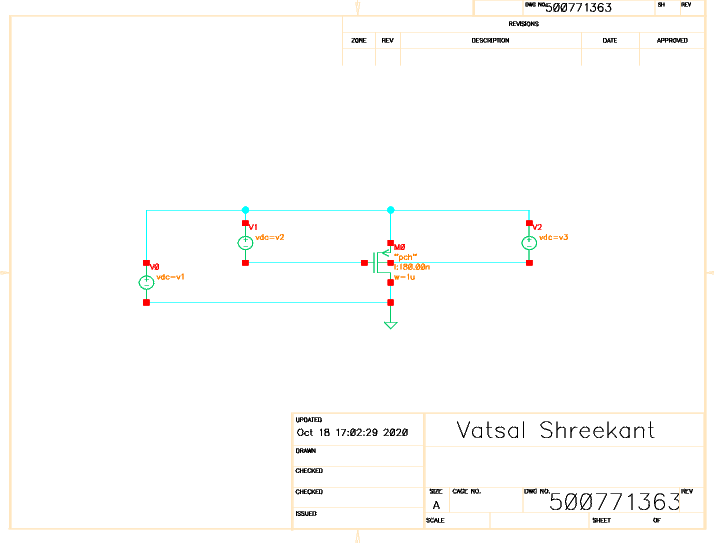 DWG NO. 500771363 SH REV
REVISIONS
ZONE REV DESCRIPTION DATE APPROVED
V1
vdc=v2
V2
vdc=v3
M0
"pch"
l:180.00n
w=1u
V0
vdc=v1
UPDATED
Oct 18 17:02:29 2020
DRAWN
CHECKED
CHECKED
ISSUED
Vatsal Shreekant
SIZE CAGE NO. DWG NO. 500771363 REV
A
SCALE SHEET OF